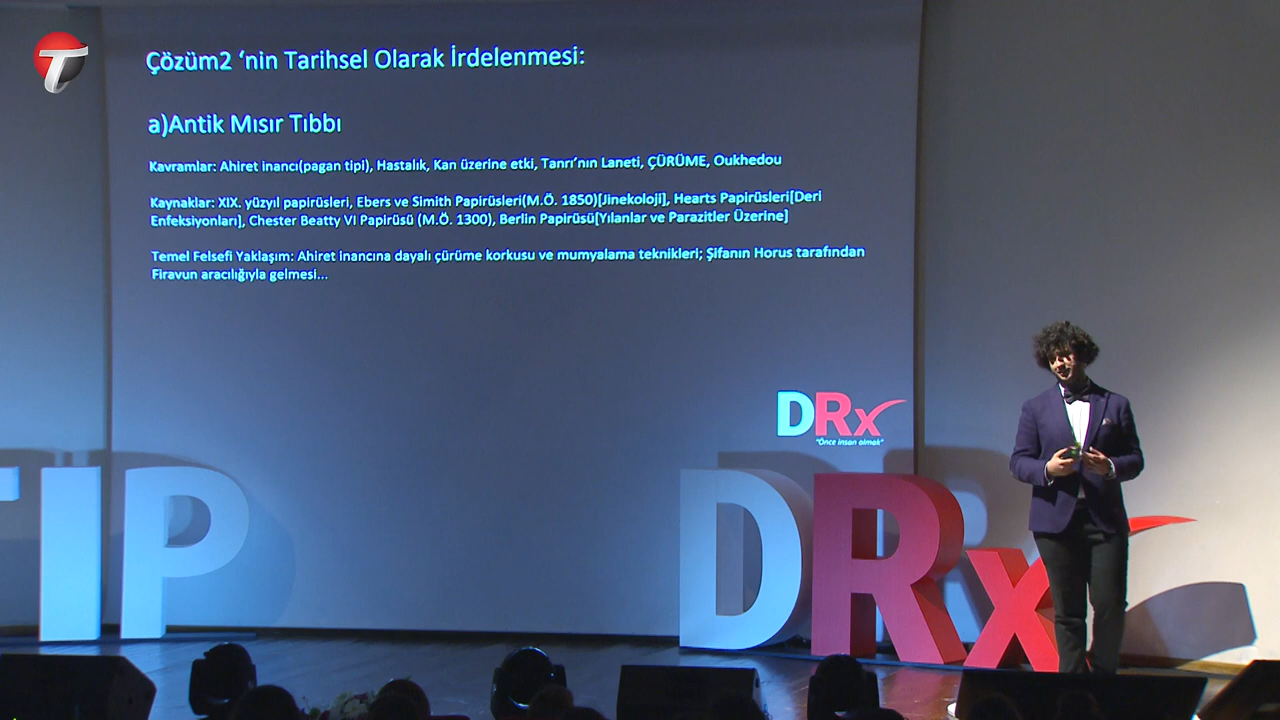 Çözüm2 ‘nin Tarihsel Olarak İrdelenmesi:
a)Antik Mısır Tıbbı
Kavramlar: Ahiret inancı(pagan tipi), Hastalık, Kan üzerine etki, Tanrı’nın Laneti, ÇÜRÜME, Oukhedou
Kaynaklar: XIX. yüzyıl papirüsleri, Ebers ve Simith Papirüsleri(M.Ö. 1850)[Jinekoloji], Hearts Papirüsleri[Deri
Enfeksiyonları], Chester Beatty VI Papirüsü (M.Ö. 1300), Berlin Papirüsü[Yılanlar ve Parazitler Üzerine]
Temel Felsefi Yaklaşım: Ahiret inancına dayalı çürüme korkusu ve mumyalama teknikleri; Şifanın Horus tarafından
Firavun aracılığıyla gelmesi...
DRx
"Önce insan olmak"
TIP
DRx